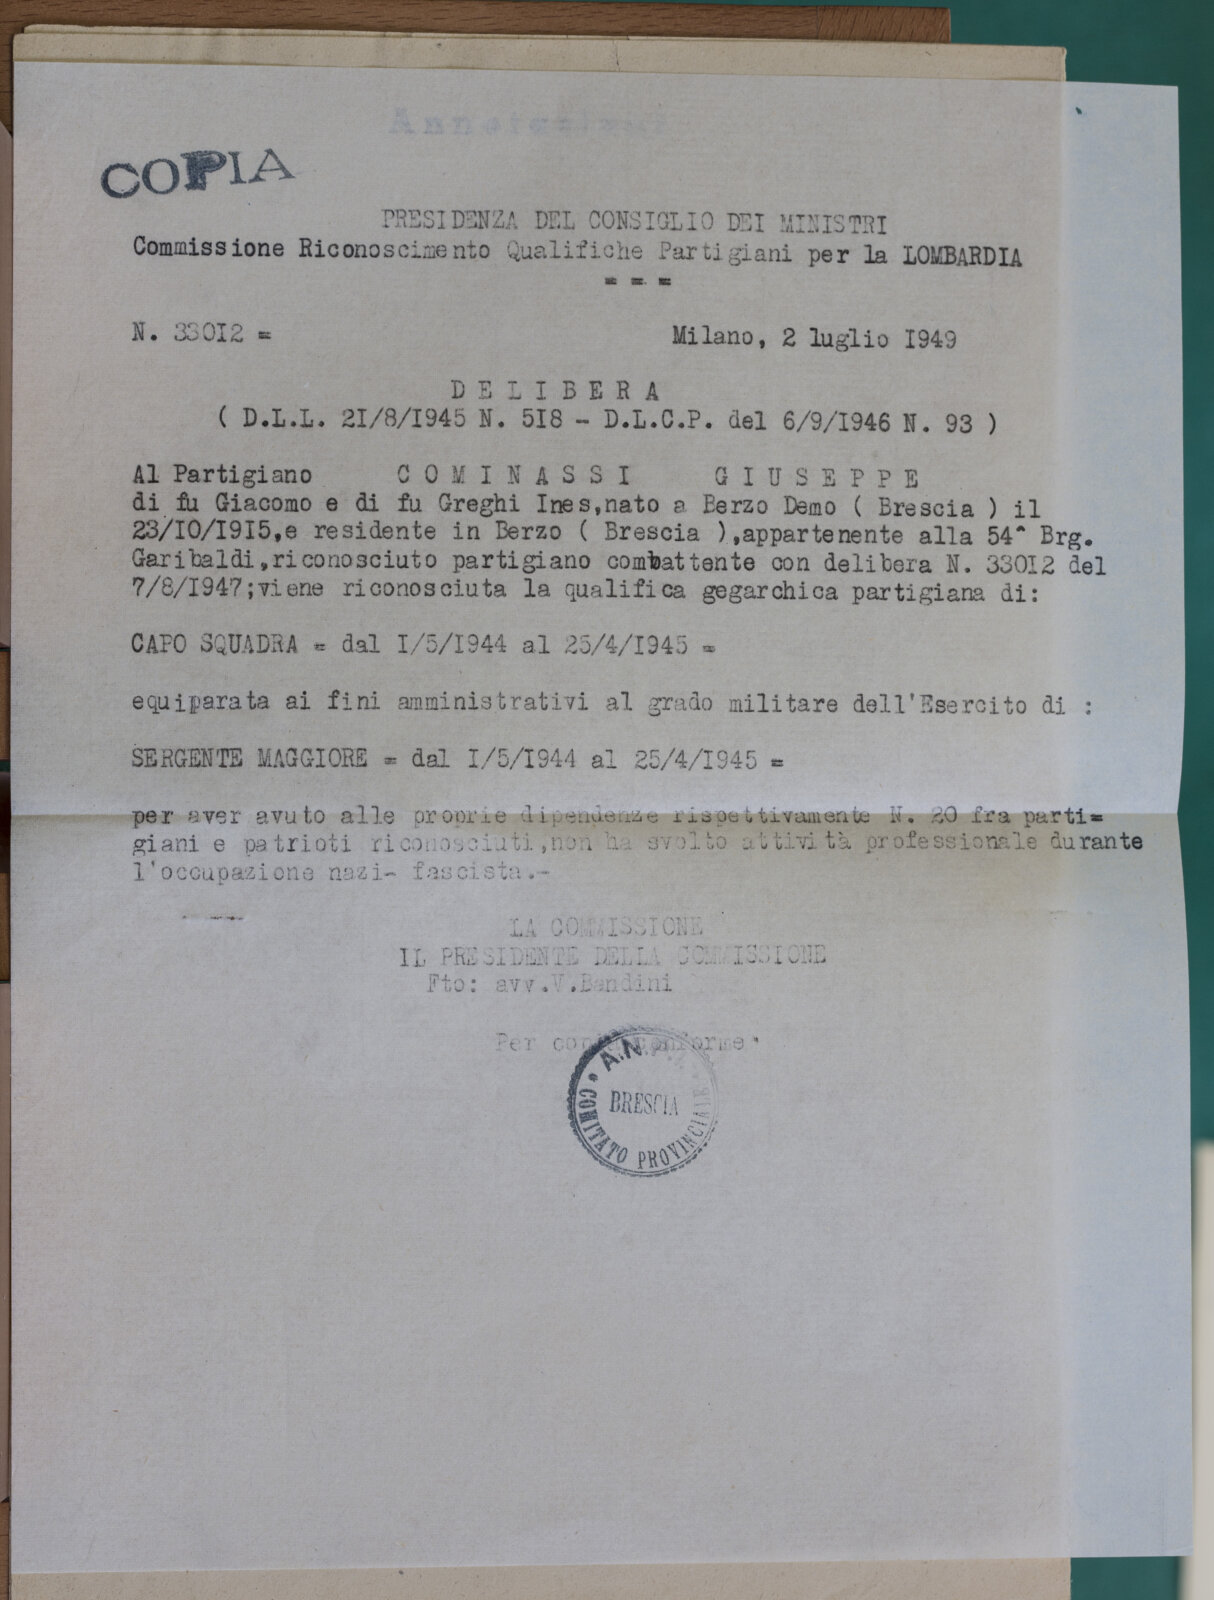 COPIA
PRESIDENZA DEL CONSIGLIO DEI MINISTRI
Commissione Riconoscimento Qualifiche Partigiani per la LOMBARDIA
= = =
N. 33012 =
Milano, 2 luglio I949
D E L I B E R A
( D.L.L. 2I/8/I945 N. 5I8 - D.L.C.P. del 6/9/I946 N. 93 )
Al Partigiano C O M I N A S S I G I U S E P P E
di fu Giacomo e di fu Greghi Ines,nato a Berzo Demo ( Brescia ) il
23/IO/I9I5,e residente in Berzo ( Brescia ),appartenente alla 54^ Brg.
Garibaldi,riconosciuto partigiano combattente con delibera N. 330I2 del
7/8/I947;viene riconosciuta la qualifica gegarchica partigiana di:
CAPO SQUADRA = dal I/5/I944 al 25/4/I945 =
equiparata ai fini amministrativi al grado militare dell'Esercito di :
SERGENTE MAGGIORE = dal I/5/I944 al 25/4/I945 =
per aver avuto alle proprie dipendenze rispettivamente N. 20 fra parti=
giani e patrioti riconosciuti,non ha svolto attività professionale durante
l'occupazione nazi- fascista.-
LA COMMISSIONE
IL PRESIDENTE DELLA COMMISSIONE
Fto: avv.V.Bandini
Per copia conforme
BRESCIA
COMITATO PROVINCIALE